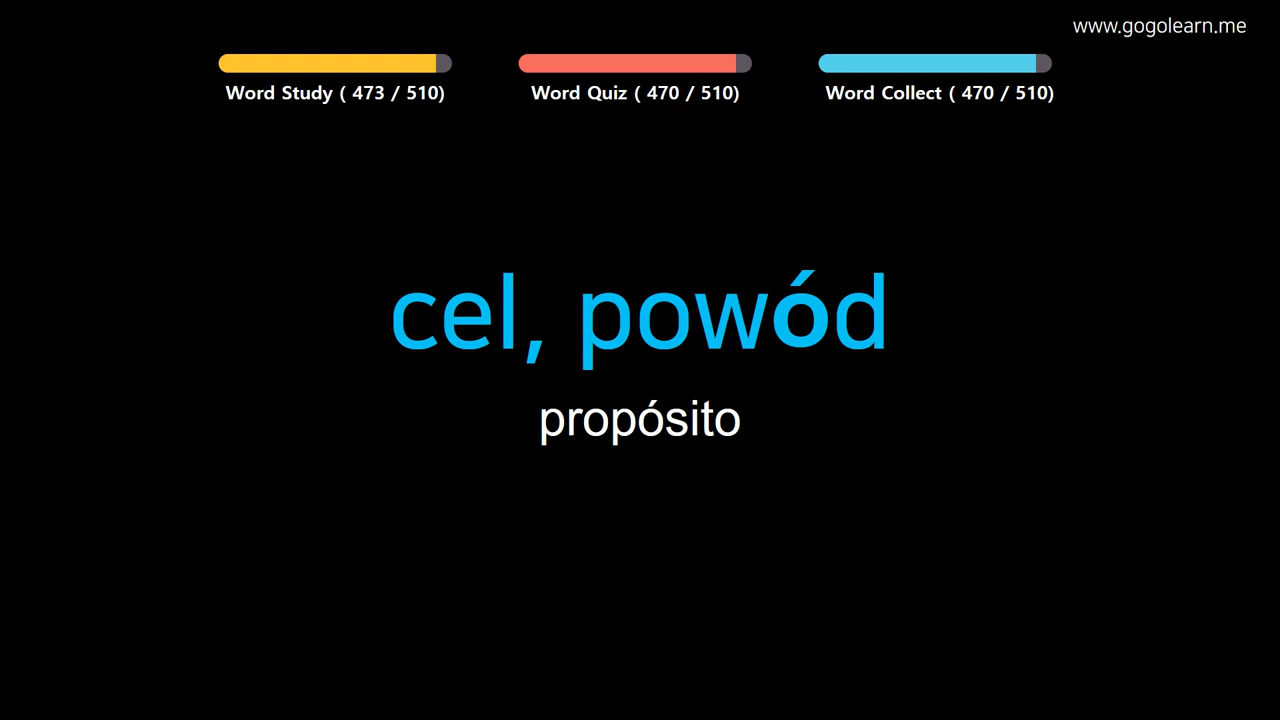 www.gogolearn.me
Word Study ( 473 / 510)
Word Quiz ( 470 / 510)
Word Collect ( 470 / 510)
cel, powód
propósito